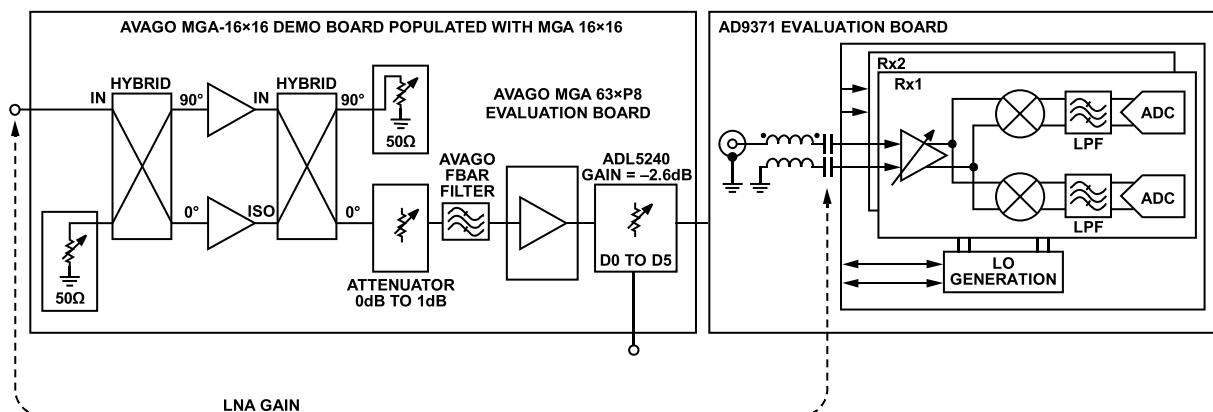 AVAGO MGA-16×16 DEMO BOARD POPULATED WITH MGA 16×16
AD9371 EVALUATION BOARD
HYBRID
HYBRID
IN
90°
IN
90°
50Ω
AVAGO MGA 63×P8
EVALUATION BOARD
Rx2
Rx1
LPF
ADC
AVAGO
FBAR
FILTER
ADL5240
GAIN = –2.6dB
0°
ISO
0°
50Ω
ATTENUATOR
0dB TO 1dB
D0 TO D5
LPF
ADC
LO
GENERATION
LNA GAIN